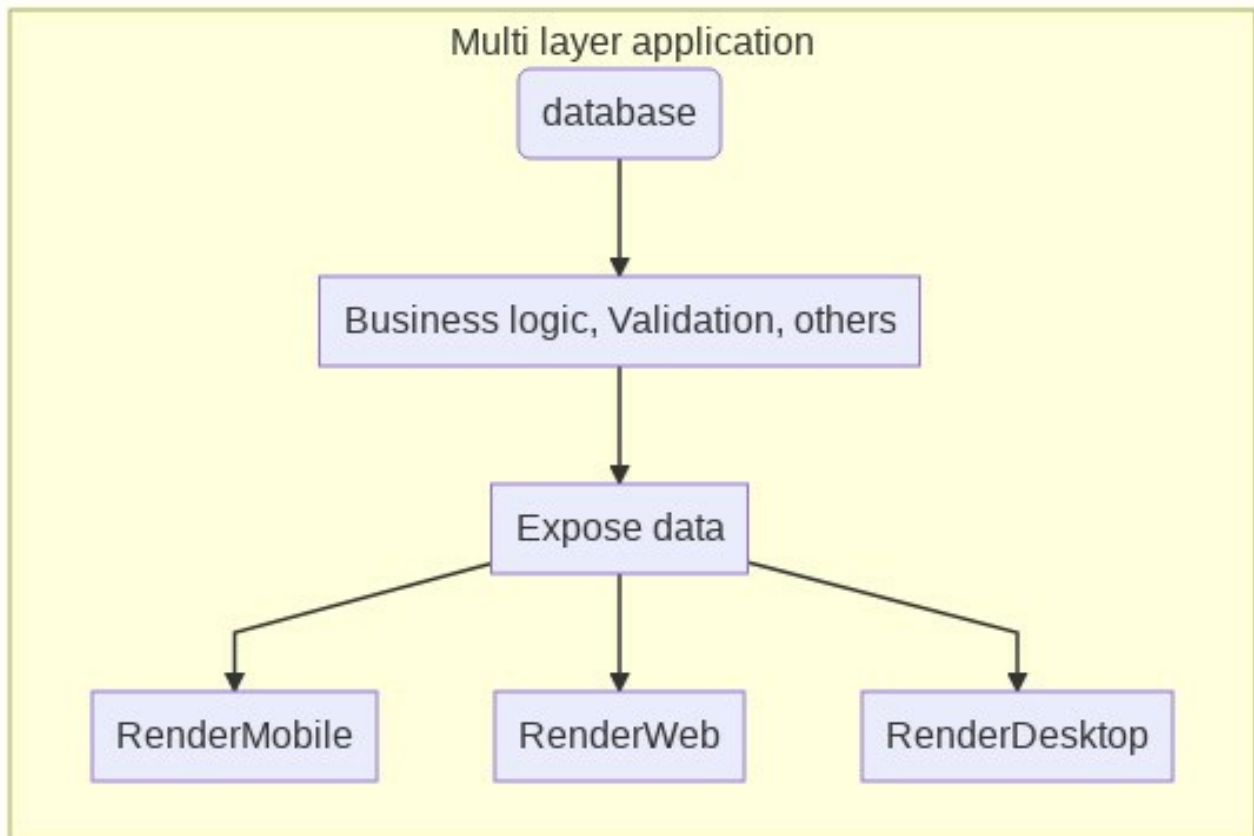 Multi layer application
database
Business logic, Validation, others
Expose data
RenderMobile
RenderWeb
RenderDesktop